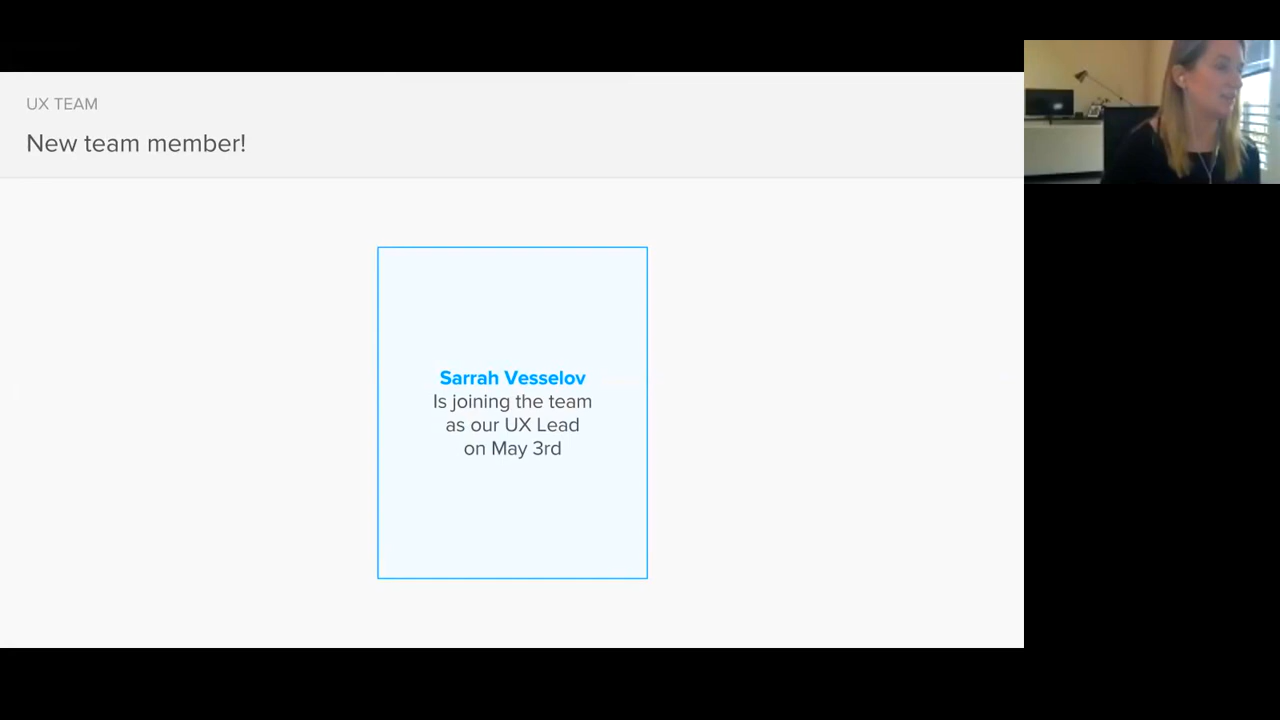 UX TEAM
New team member!
Sarrah Vesselov
Is joining the team
as our UX Lead
on May 3rd